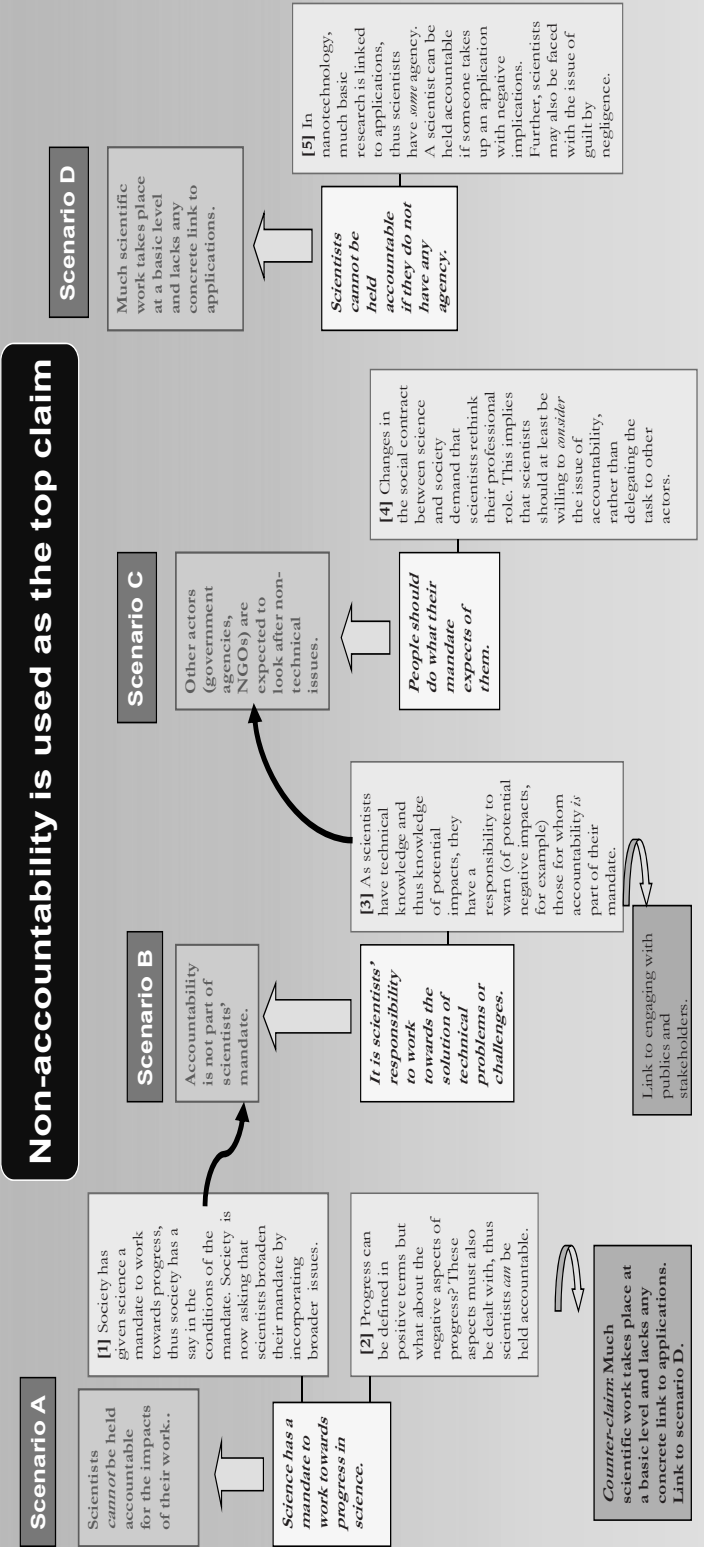 Non-accountability is used as the top claim
Scenario A
Scientists
cannot be held
accountable
for the impacts
of their work..
Science has a
mandate to
work towards
progress in
science.
[1] Society has
given science a
mandate to work
towards progress,
thus society has a
say in the
conditions of the
mandate. Society is
now asking that
scientists broaden
their mandate by
incorporating
broader issues.
[2] Progress can
be defined in
positive terms but
what about the
negative aspects of
progress? These
aspects must also
be dealt with, thus
scientists can be
held accountable.
Counter-claim: Much
scientific work takes place at
a basic level and lacks any
concrete link to applications.
Link to scenario D.
Scenario B
Accountability
is not part of
scientists’
mandate.
It is scientists’
responsibility
to work
towards the
solution of
technical
problems or
challenges.
[3] As scientists
have technical
knowledge and
thus knowledge
of potential
impacts, they
have a
responsibility to
warn (of potential
negative impacts,
for example)
those for whom
accountability is
part of their
mandate.
Link to engaging with
publics and
stakeholders.
Scenario C
Other actors
(government
agencies,
NGOs) are
expected to
look after non-
technical
issues.
People should
do what their
mandate
expects of
them.
[4] Changes in
the social contract
between science
and society
demand that
scientists rethink
their professional
role. This implies
that scientists
should at least be
willing to consider
the issue of
accountability,
rather than
delegating the
task to other
actors.
Scenario D
Much scientific
work takes place
at a basic level
and lacks any
concrete link to
applications.
Scientists
cannot be
held
accountable
if they do not
have any
agency.
[5] In
nanotechnology,
much basic
research is linked
to applications,
thus scientists
have some agency.
A scientist can be
held accountable
if someone takes
up an application
with negative
implications.
Further, scientists
may also be faced
with the issue of
guilt by
negligence.